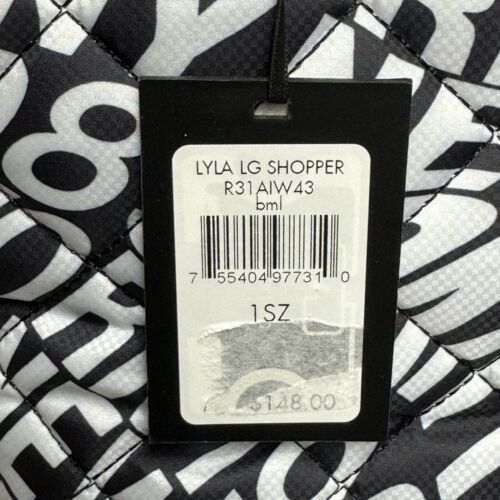 LYLA LG SHOPPER
R31AIW43
bml
7 55404 97731 0
1SZ
$148.00